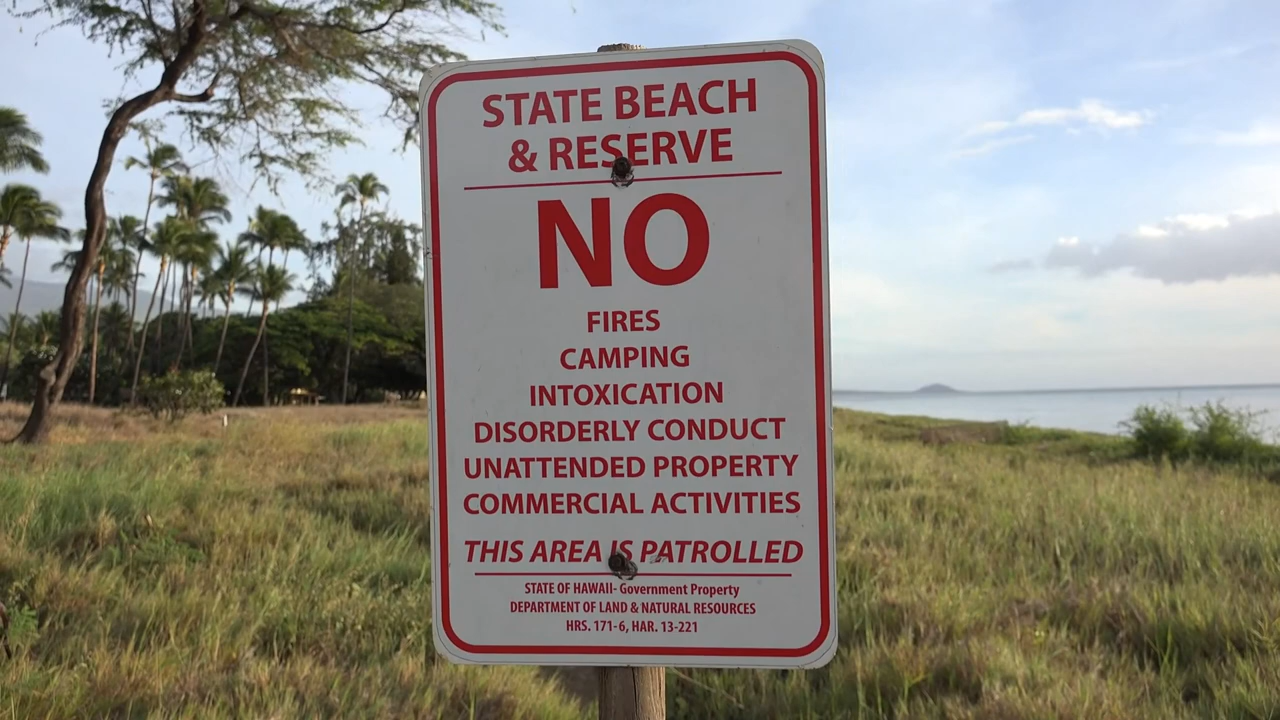 STATE BEACH
& RESERVE
NO
FIRES
CAMPING
INTOXICATION
DISORDERLY CONDUCT
UNATTENDED PROPERTY
COMMERCIAL ACTIVITIES
THIS AREA IS PATROLLED
STATE OF HAWAII- Government Property
DEPARTMENT OF LAND & NATURAL RESOURCES
HRS. 171-6, HAR. 13-221